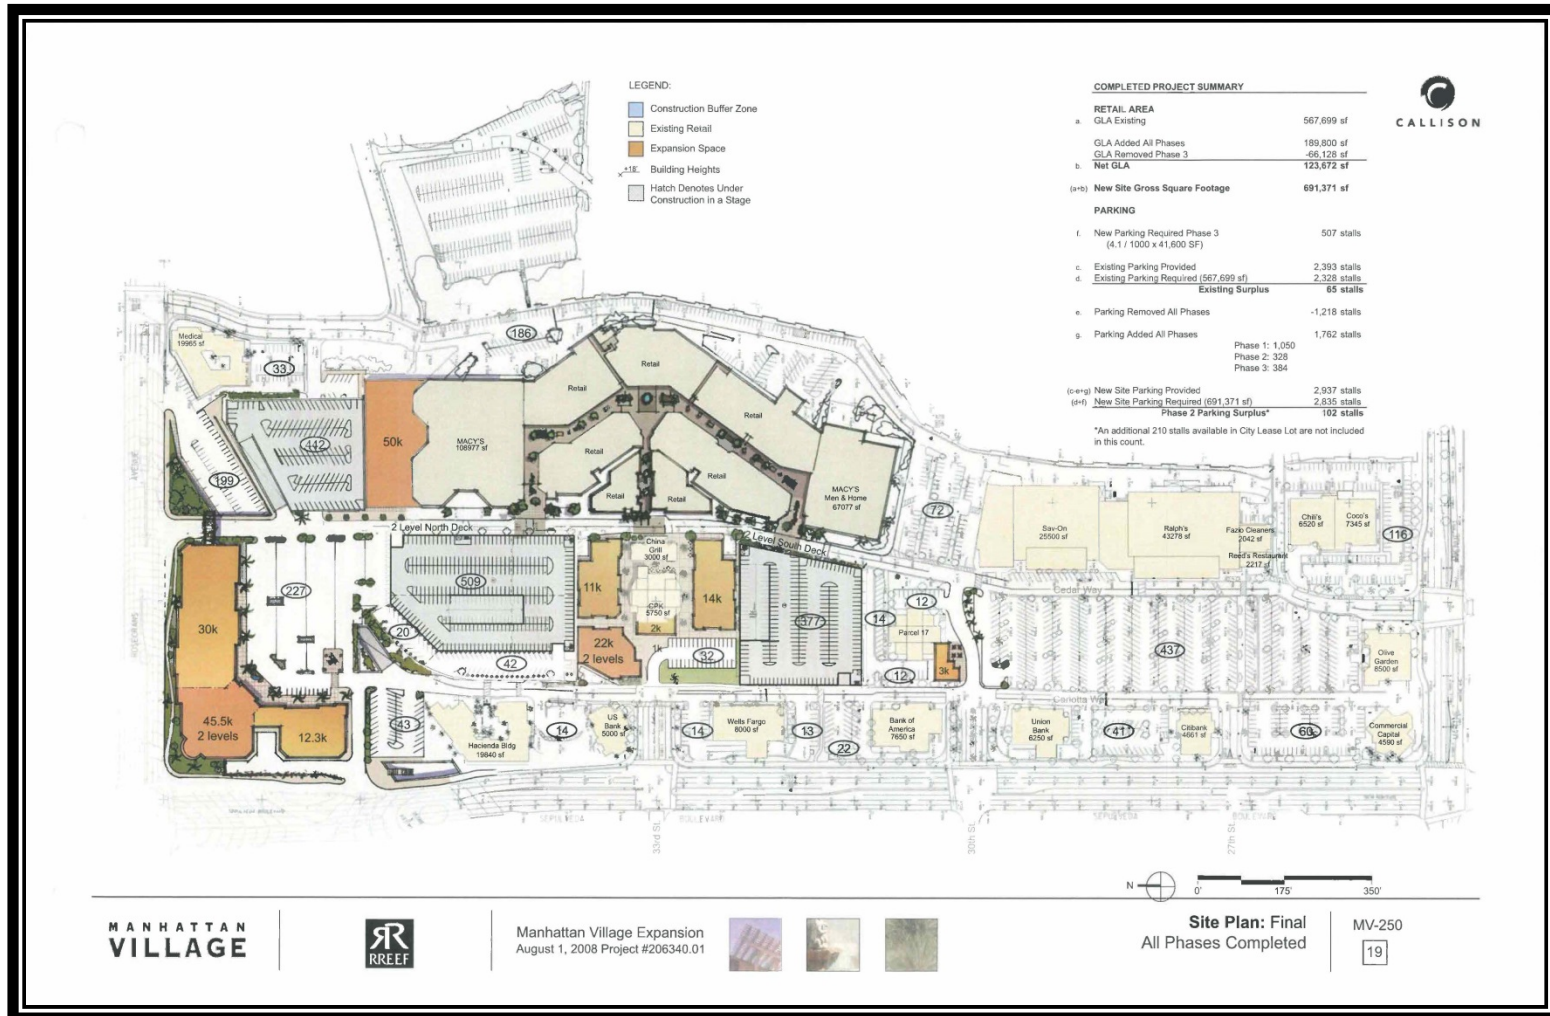 LEGEND:
Construction Buffer Zone
Existing Retail
Expansion Space
+18' Building Heights
Hatch Denotes Under
Construction in a Stage
COMPLETED PROJECT SUMMARY
RETAIL AREA
a. GLA Existing 567,699 sf
GLA Added All Phases 189,800 sf
GLA Removed Phase 3 -66,128 sf
b. Net GLA 123,672 sf
(a+b) New Site Gross Square Footage 691,371 sf
PARKING
f. New Parking Required Phase 3 507 stalls
(4.1 / 1000 x 41,600 SF)
c. Existing Parking Provided 2,393 stalls
d. Existing Parking Required (567,699 sf) 2,328 stalls
Existing Surplus 65 stalls
e. Parking Removed All Phases -1,218 stalls
g. Parking Added All Phases 1,762 stalls
Phase 1: 1,050
Phase 2: 328
Phase 3: 384
(c-e+g) New Site Parking Provided 2,937 stalls
(d+f) New Site Parking Required (691,371 sf) 2,835 stalls
Phase 2 Parking Surplus* 102 stalls
*An additional 210 stalls available in City Lease Lot are not included
in this count.
CALLISON
186
Medical
19965 sf
33
442
199
50k
MACY'S
108977 sf
Retail
Retail
Retail
Retail
Retail
Retail
Retail
Retail
MACY'S
Men & Home
67077 sf
72
Sav-On
25500 sf
Ralph's
43278 sf
Fazio Cleaners
2042 sf
Reed's Restaurant
2217 sf
Chili's
6520 sf
Coco's
7345 sf
116
2 Level North Deck
2 Level South Deck
China
Grill
3000 sf
Cedar Way
227
509
11k
CPK
5750 sf
14k
377
14
12
Parcel 17
30k
20
42
22k
2 levels
2k
1k
32
12
3k
437
Olive
Garden
8500 sf
Carlotta Way
45.5k
2 levels
12.3k
43
Hacienda Bldg
19840 sf
14
US
Bank
5000 sf
14
Wells Fargo
8000 sf
13
22
Bank of
America
7650 sf
Union
Bank
6250 sf
41
Citibank
4661 sf
60
Commercial
Capital
4590 sf
SEPULVEDA BOULEVARD
SEPULVEDA BOULEVARD
33rd St.
30th St.
27th St.
N
0' 175' 350'
MANHATTAN
VILLAGE
RREEF
Manhattan Village Expansion
August 1, 2008 Project #206340.01
Site Plan: Final
All Phases Completed
MV-250
19